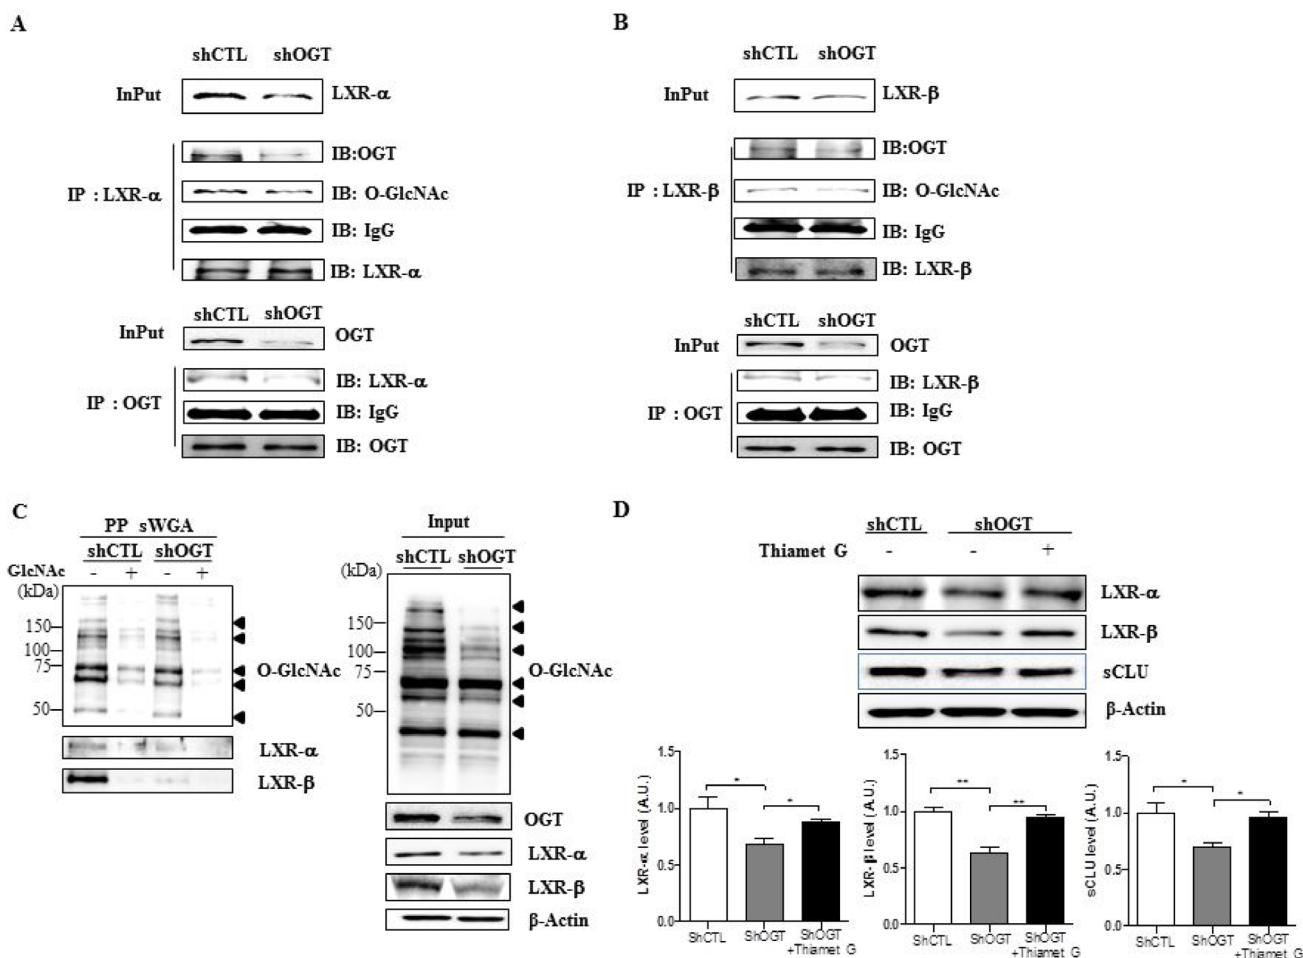 A
shCTL shOGT
InPut LXR-α
IB:OGT
IP : LXR-α IB: O-GlcNAc
IB: IgG
IB: LXR-α
shCTL shOGT
InPut OGT
IB: LXR-α
IP : OGT IB: IgG
IB: OGT
B
shCTL shOGT
InPut LXR-β
IB:OGT
IP : LXR-β IB: O-GlcNAc
IB: IgG
IB: LXR-β
shCTL shOGT
InPut OGT
IB: LXR-β
IP : OGT IB: IgG
IB: OGT
C
PP sWGA
shCTL shOGT
GlcNAc - + - +
(kDa)
150
100
75 O-GlcNAc
50
LXR-α
LXR-β
Input
shCTL shOGT
(kDa)
150
100
75 O-GlcNAc
50
OGT
LXR-α
LXR-β
β-Actin
D
shCTL shOGT
Thiamet G - - +
LXR-α
LXR-β
sCLU
β-Actin
LXR-α level (A.U.)
1.5
1.0
0.5
0.0
* *
ShCTL ShOGT ShOGT
+Thiamet G
LXR-β level (A.U.)
1.5
1.0
0.5
0.0
** **
ShCTL ShOGT ShOGT
+Thiamet G
sCLU level (A.U.)
1.5
1.0
0.5
0.0
* *
ShCTL ShOGT ShOGT
+Thiamet G